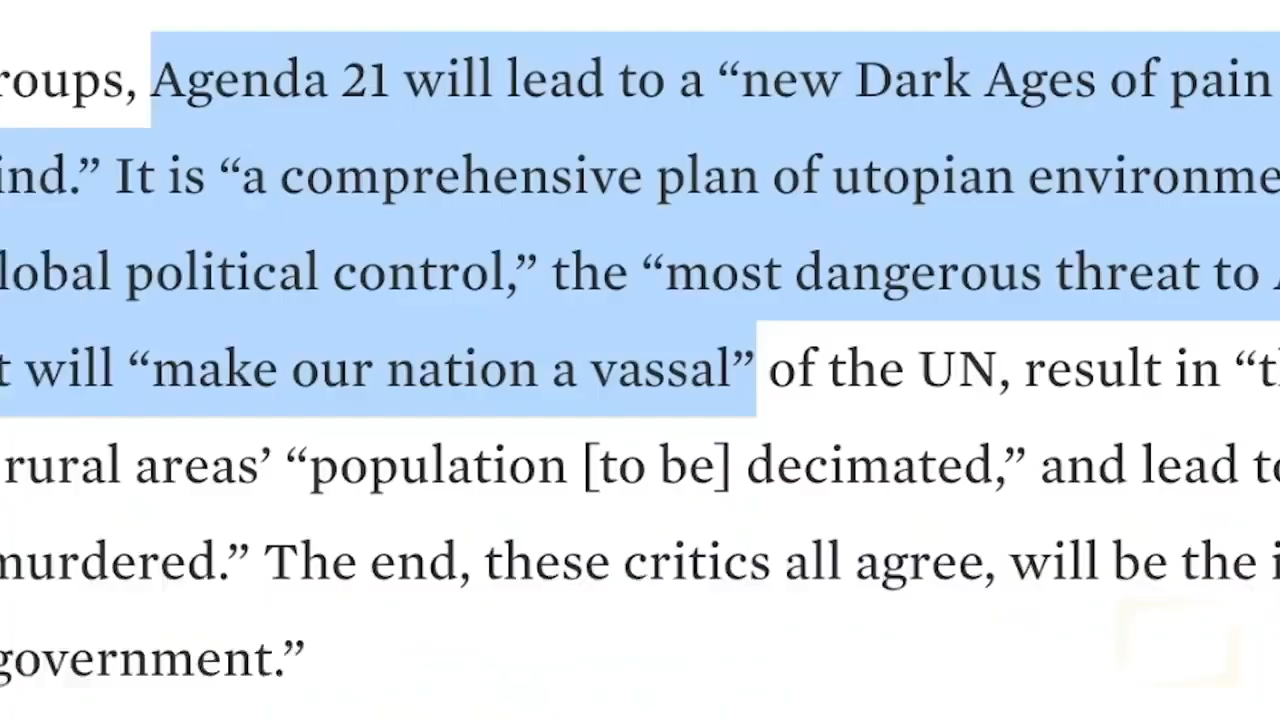 roups, Agenda 21 will lead to a “new Dark Ages of pain
ind.” It is “a comprehensive plan of utopian environme
lobal political control,” the “most dangerous threat to
t will “make our nation a vassal” of the UN, result in “t
rural areas’ “population [to be] decimated,” and lead to
murdered.” The end, these critics all agree, will be the i
government.”